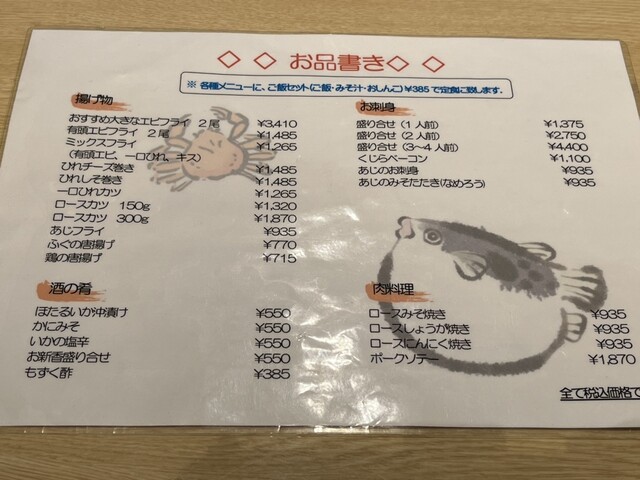 ◇ ◇ お品書き◇ ◇
※ 各種メニューに、ご飯セット(ご飯・みそ汁・おしんこ)¥385で定食に致します.
揚げ物
おすすめ大きなエビフライ 2尾 ¥3,410
有頭エビフライ 2尾 ¥1,485
ミックスフライ ¥1,265
(有頭エビ、一口ひれ、キス)
ひれチーズ巻き ¥1,485
ひれしそ巻き ¥1,485
一口ひれカツ ¥1,265
ロースカツ 150g ¥1,320
ロースカツ 300g ¥1,870
あじフライ ¥935
ふぐの唐揚げ ¥770
鶏の唐揚げ ¥715
酒の肴
ほたるいか沖漬け ¥550
かにみそ ¥550
いかの塩辛 ¥550
お新香盛り合せ ¥550
もずく酢 ¥385
お刺身
盛り合せ(1人前) ¥1,375
盛り合せ(2人前) ¥2,750
盛り合せ(3~4人前) ¥4,400
くじらベーコン ¥1,100
あじのお刺身 ¥935
あじのみそたたき(なめろう) ¥935
肉料理
ロースみそ焼き ¥935
ロースしょうが焼き ¥935
ロースにんにく焼き ¥935
ポークソテー ¥1,870
全て税込価格で